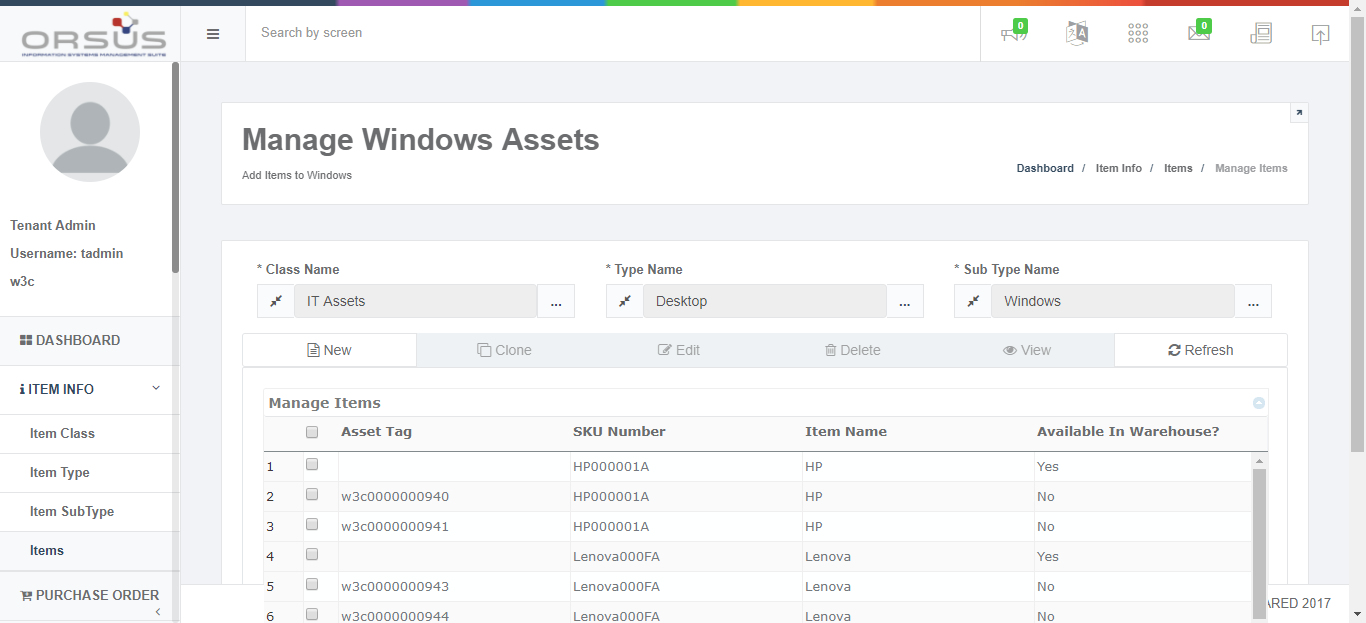 ORSUS
INFORMATION SYSTEMS MANAGEMENT SUITE
Search by screen
0
A
0
Tenant Admin
Username: tadmin
w3c
DASHBOARD
ITEM INFO
Item Class
Item Type
Item SubType
Items
PURCHASE ORDER
Manage Windows Assets
Add Items to Windows
Dashboard / Item Info / Items / Manage Items
* Class Name * Type Name * Sub Type Name
IT Assets ... Desktop ... Windows ...
New Clone Edit Delete View Refresh
Manage Items
Asset Tag SKU Number Item Name Available In Warehouse?
1 HP000001A HP Yes
2 w3c0000000940 HP000001A HP No
3 w3c0000000941 HP000001A HP No
4 Lenova000FA Lenova Yes
5 w3c0000000943 Lenova000FA Lenova No
6 w3c0000000944 Lenova000FA Lenova No
ARED 2017